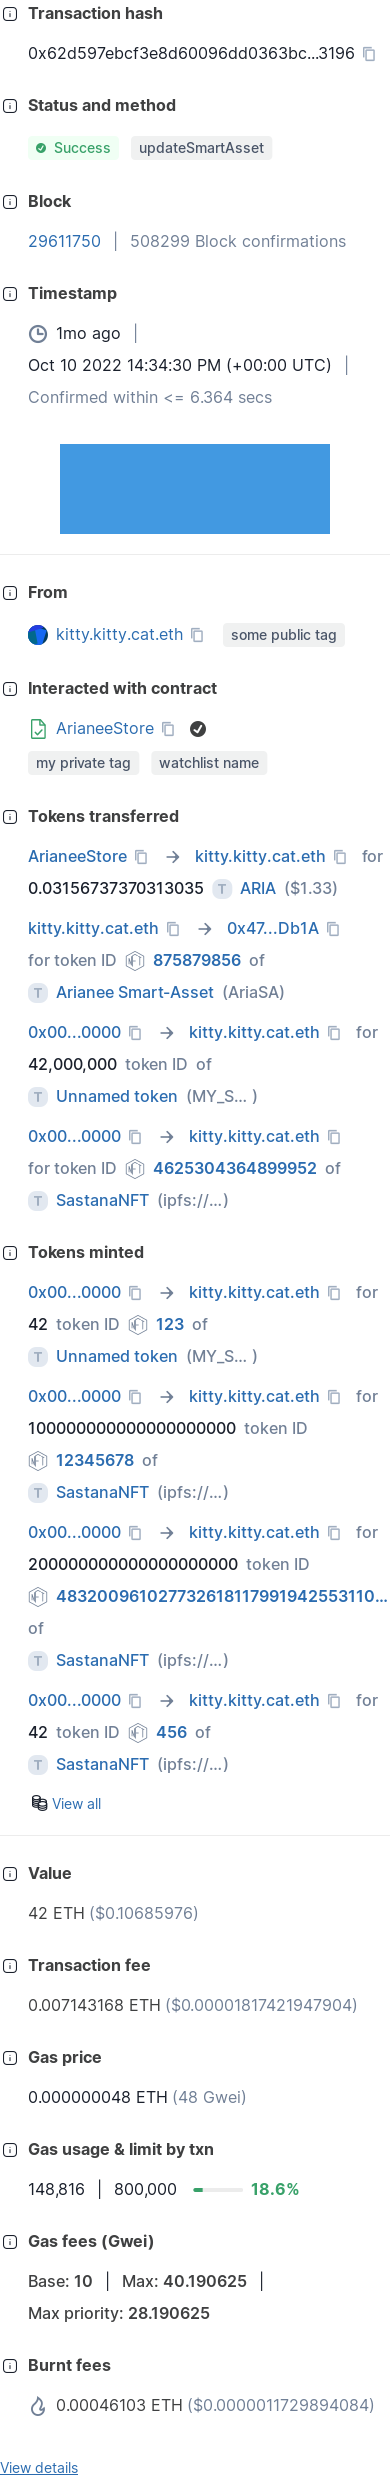 Transaction hash
0x62d597ebcf3e8d60096dd0363bc...3196
Status and method
Success updateSmartAsset
Block
29611750 | 508299 Block confirmations
Timestamp
1mo ago |
Oct 10 2022 14:34:30 PM (+00:00 UTC) |
Confirmed within <= 6.364 secs
From
kitty.kitty.cat.eth some public tag
Interacted with contract
ArianeeStore
my private tag watchlist name
Tokens transferred
ArianeeStore → kitty.kitty.cat.eth for
0.03156737370313035 T ARIA ($1.33)
kitty.kitty.cat.eth → 0x47...Db1A
for token ID 875879856 of
T Arianee Smart-Asset (AriaSA)
0x00...0000 → kitty.kitty.cat.eth for
42,000,000 token ID of
T Unnamed token (MY_S... )
0x00...0000 → kitty.kitty.cat.eth
for token ID 4625304364899952 of
T SastanaNFT (ipfs://...)
Tokens minted
0x00...0000 → kitty.kitty.cat.eth for
42 token ID 123 of
T Unnamed token (MY_S... )
0x00...0000 → kitty.kitty.cat.eth for
100000000000000000000 token ID
12345678 of
T SastanaNFT (ipfs://...)
0x00...0000 → kitty.kitty.cat.eth for
200000000000000000000 token ID
483200961027732618117991942553110...
of
T SastanaNFT (ipfs://...)
0x00...0000 → kitty.kitty.cat.eth for
42 token ID 456 of
T SastanaNFT (ipfs://...)
View all
Value
42 ETH ($0.10685976)
Transaction fee
0.007143168 ETH ($0.00001817421947904)
Gas price
0.000000048 ETH (48 Gwei)
Gas usage & limit by txn
148,816 | 800,000 18.6%
Gas fees (Gwei)
Base: 10 | Max: 40.190625 |
Max priority: 28.190625
Burnt fees
0.00046103 ETH ($0.0000011729894084)
View details